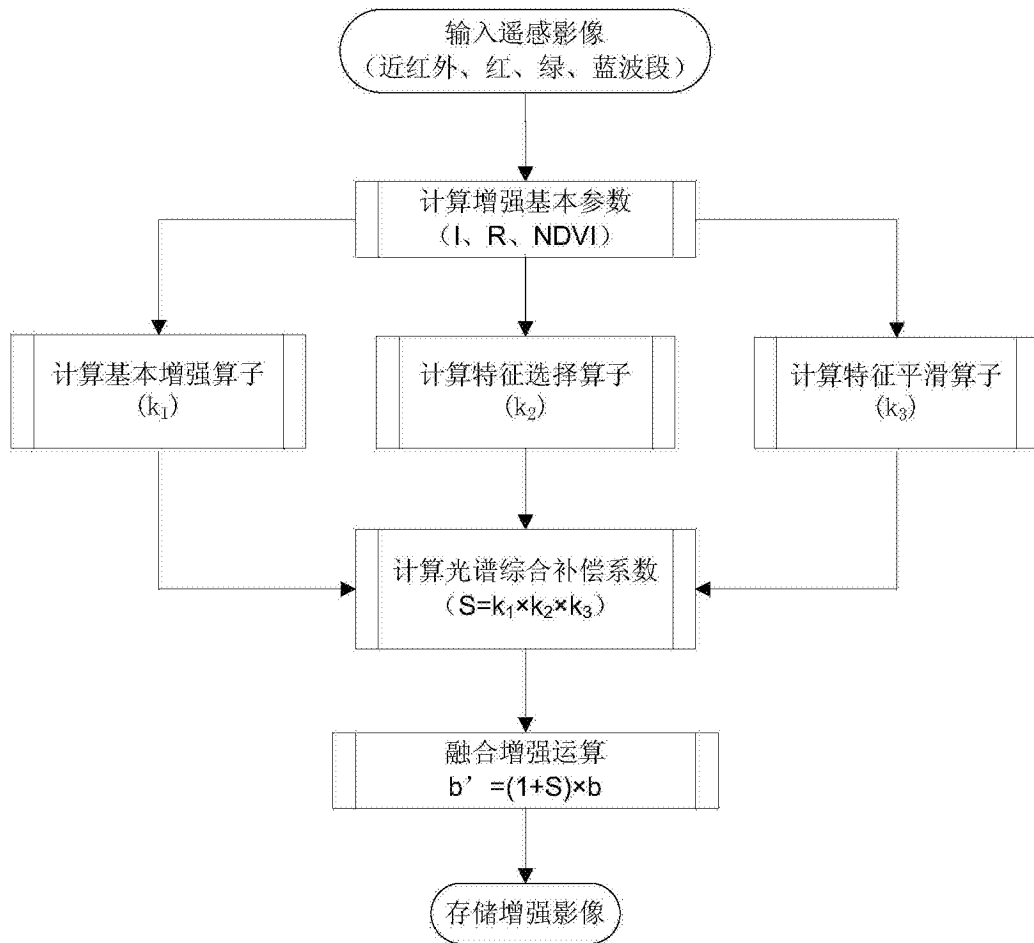 输入遥感影像
（近红外、红、绿、蓝波段）
计算增强基本参数
（I、R、NDVI）
计算基本增强算子
(k₁)
计算特征选择算子
(k₂)
计算特征平滑算子
(k₃)
计算光谱综合补偿系数
（S=k₁×k₂×k₃）
融合增强运算
b’=(1+S)×b
存储增强影像